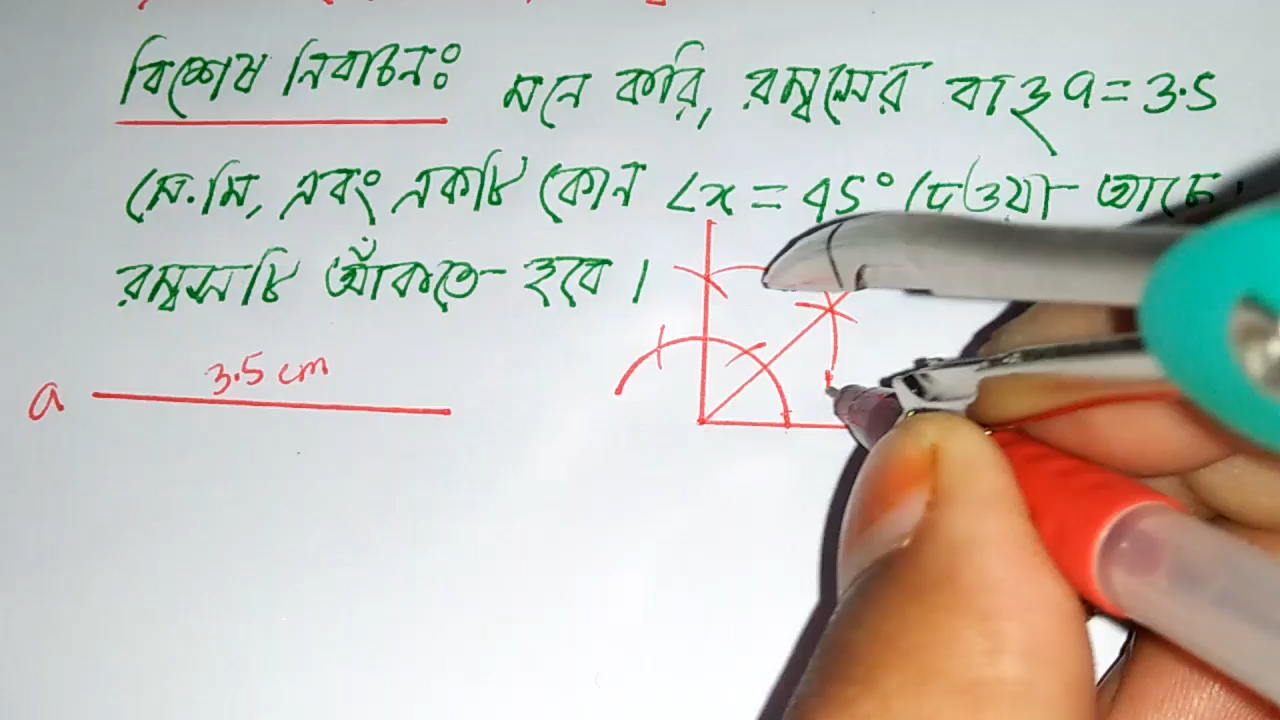 বিশেষ নির্বাচনঃ মনে করি, রম্বসের বাহু a = 3.5
সে.মি, এবং একটি কোন ∠x = 45° দেওয়া আছে।
রম্বসটি আঁকতে হবে।
a 3.5 cm